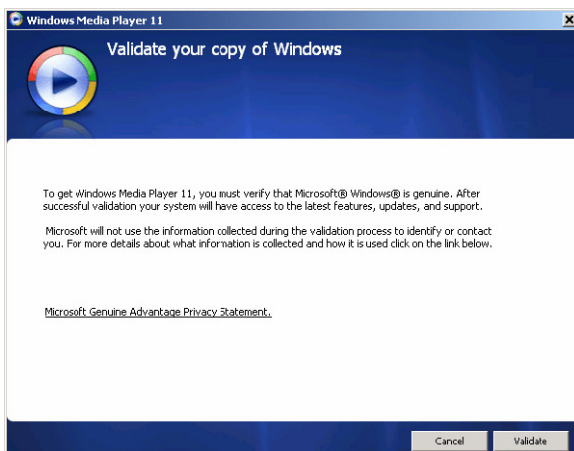 Windows Media Player 11
Validate your copy of Windows
To get Windows Media Player 11, you must verify that Microsoft® Windows® is genuine. After
successful validation your system will have access to the latest features, updates, and support.
Microsoft will not use the information collected during the validation process to identify or contact
you. For more details about what information is collected and how it is used click on the link below.
Microsoft Genuine Advantage Privacy Statement.
Cancel
Validate